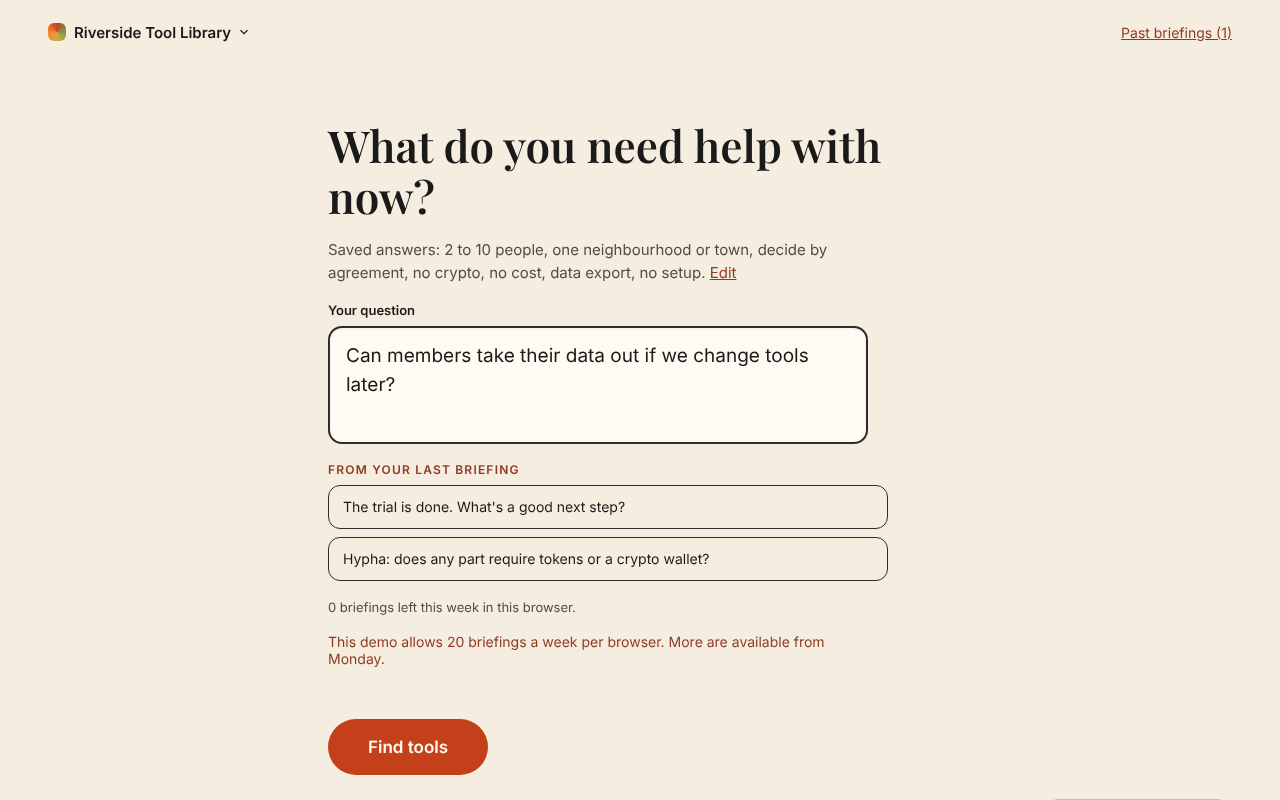 Riverside Tool Library
Past briefings (1)
What do you need help with
now?
Saved answers: 2 to 10 people, one neighbourhood or town, decide by
agreement, no crypto, no cost, data export, no setup. Edit
Your question
Can members take their data out if we change tools
later?
FROM YOUR LAST BRIEFING
The trial is done. What's a good next step?
Hypha: does any part require tokens or a crypto wallet?
0 briefings left this week in this browser.
This demo allows 20 briefings a week per browser. More are available from
Monday.
Find tools